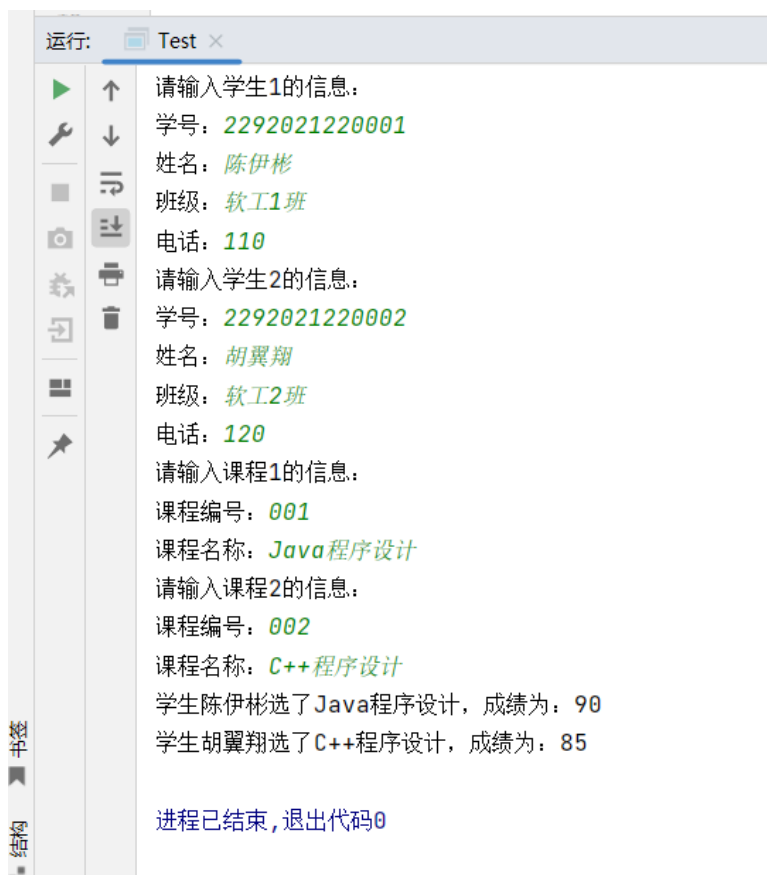 运行: Test
请输入学生1的信息：
学号：2292021220001
姓名：陈伊彬
班级：软工1班
电话：110
请输入学生2的信息：
学号：2292021220002
姓名：胡翼翔
班级：软工2班
电话：120
请输入课程1的信息：
课程编号：001
课程名称：Java程序设计
请输入课程2的信息：
课程编号：002
课程名称：C++程序设计
学生陈伊彬选了Java程序设计，成绩为：90
学生胡翼翔选了C++程序设计，成绩为：85
进程已结束,退出代码0
书签
结构